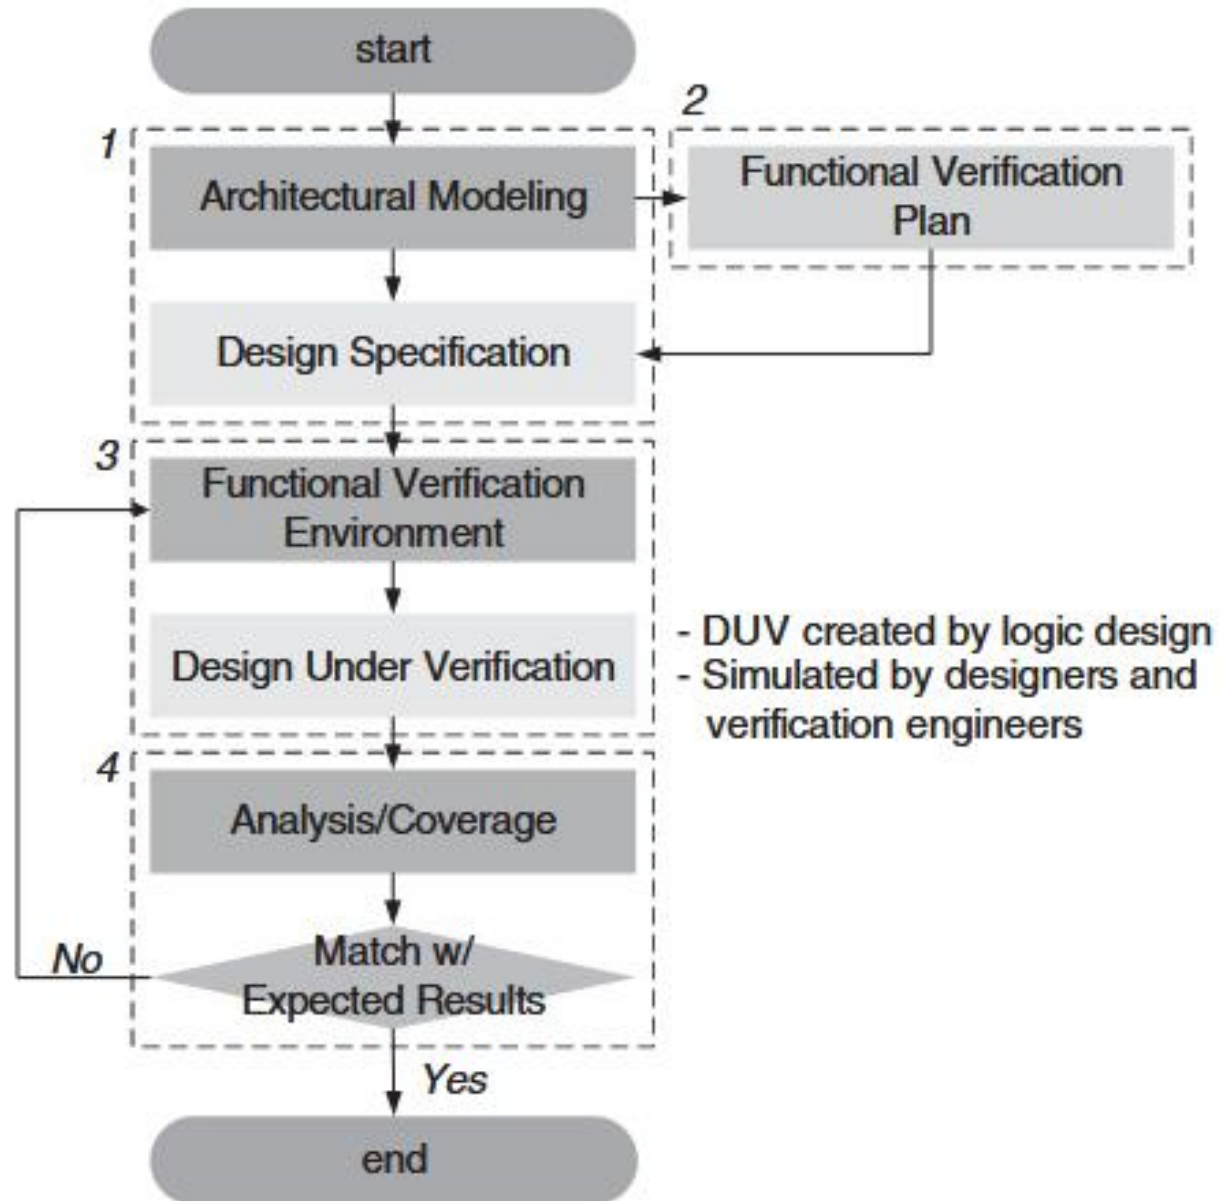 start
1
2
Architectural Modeling
Functional Verification
Plan
Design Specification
3
Functional Verification
Environment
Design Under Verification
- DUV created by logic design
- Simulated by designers and
verification engineers
4
Analysis/Coverage
No
Match w/
Expected Results
Yes
end